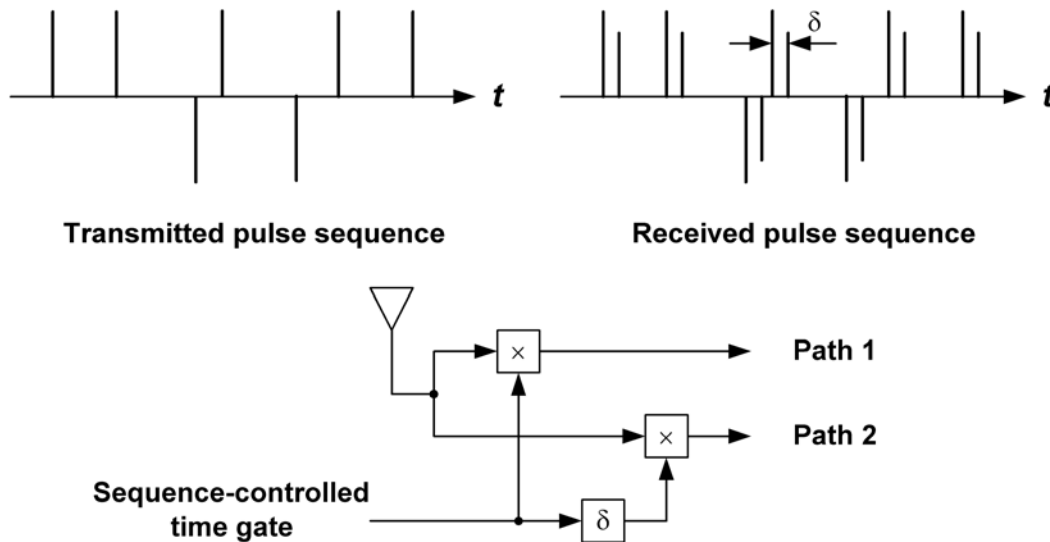 δ
t
t
Transmitted pulse sequence
Received pulse sequence
×
Path 1
×
Path 2
Sequence-controlled
time gate
δ